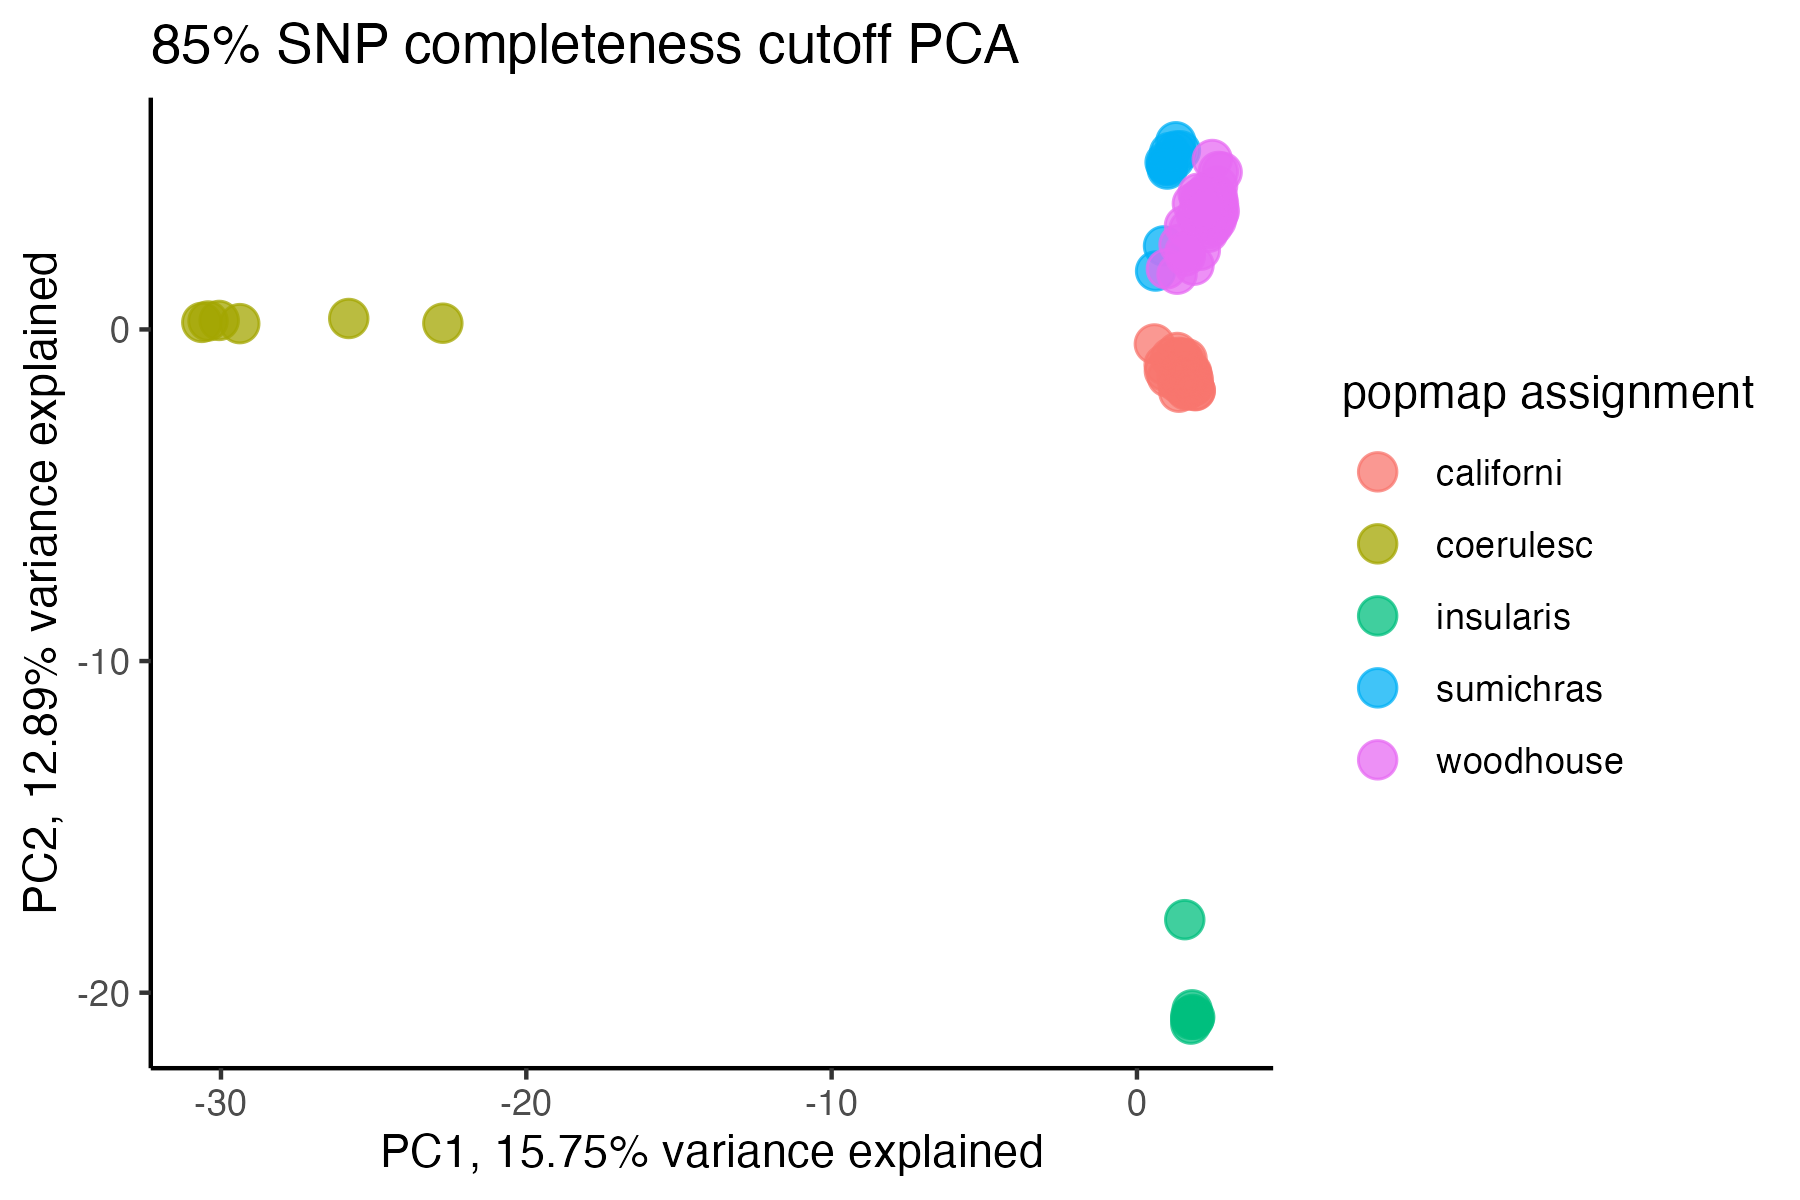 85% SNP completeness cutoff PCA
PC2, 12.89% variance explained
0
-10
-20
-30
-20
-10
0
PC1, 15.75% variance explained
popmap assignment
californi
coerulesc
insularis
sumichras
woodhouse